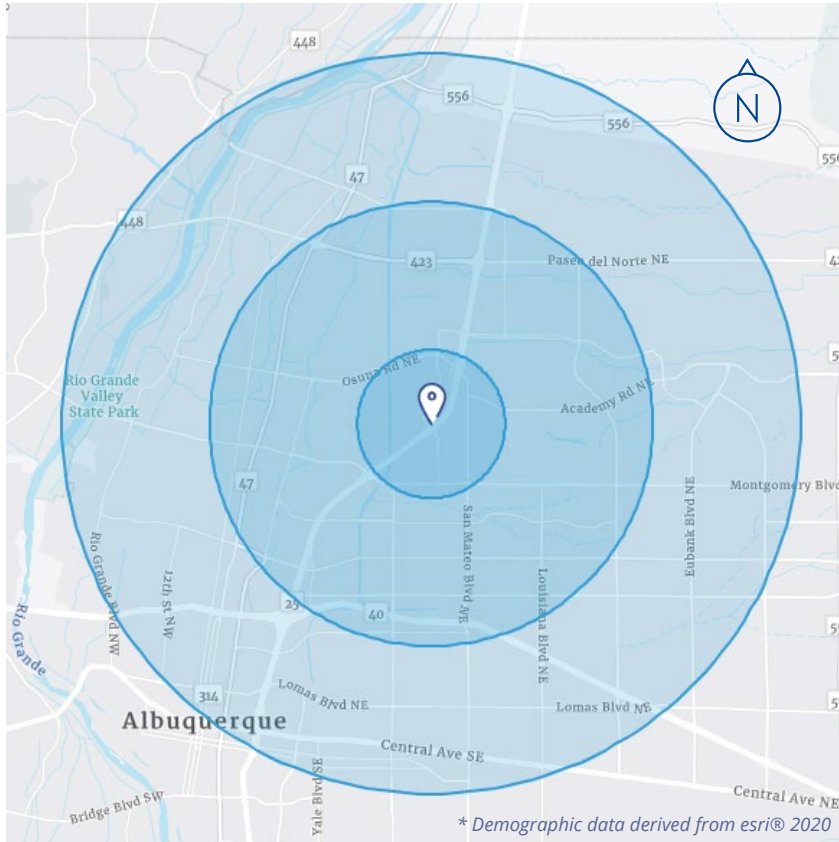 448
N
556
556
556
47
448
423
Paseo del Norte NE
Osuna Rd NE
Rio Grande
Valley
State Park
Academy Rd NE
47
Montgomery Blvd
San Mateo Blvd NE
Eubank Blvd NE
Rio Grande Blvd NW
12th St NW
Louisiana Blvd NE
25
40
Rio Grande
314
Lomas Blvd NE
Lomas Blvd NE
Albuquerque
Central Ave SE
Yale Blvd SE
Central Ave NE
Bridge Blvd SW
* Demographic data derived from esri® 2020